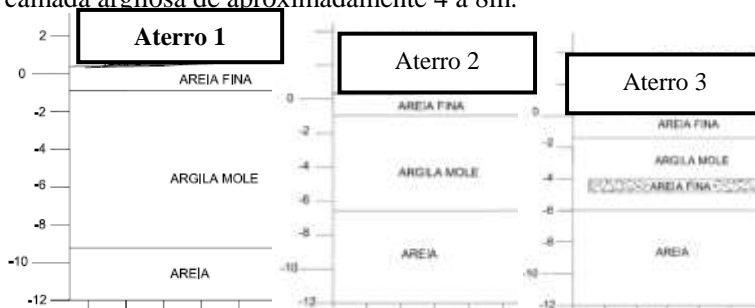 camada argilosa de aproximadamente 4 a 8m.
Aterro 1
2
0
-2
-4
-6
-8
-10
-12
AREIA FINA
ARGILA MOLE
AREIA
Aterro 2
0
-2
-4
-6
-8
-10
-12
AREIA FINA
ARGILA MOLE
AREIA
Aterro 3
0
-2
-4
-6
-8
-10
-12
AREIA FINA
ARGILA MOLE
AREIA FINA
AREIA